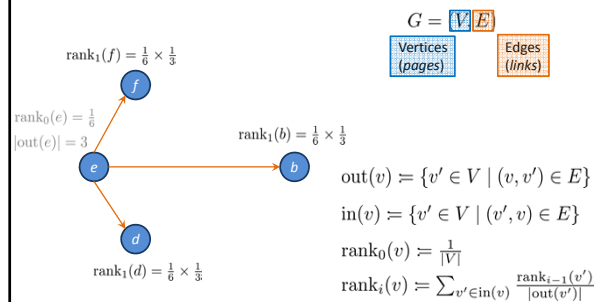 G = (V, E)
Vertices
(pages)
Edges
(links)
rank₁(f) = 1/6 × 1/3
f
rank₀(e) = 1/6
|out(e)| = 3
e
rank₁(b) = 1/6 × 1/3
b
d
rank₁(d) = 1/6 × 1/3
out(v) ≔ {v′ ∈ V | (v, v′) ∈ E}
in(v) ≔ {v′ ∈ V | (v′, v) ∈ E}
rank₀(v) ≔ 1/|V|
rankᵢ(v) ≔ ∑_{v′∈in(v)} rankᵢ₋₁(v′)/|out(v′)|